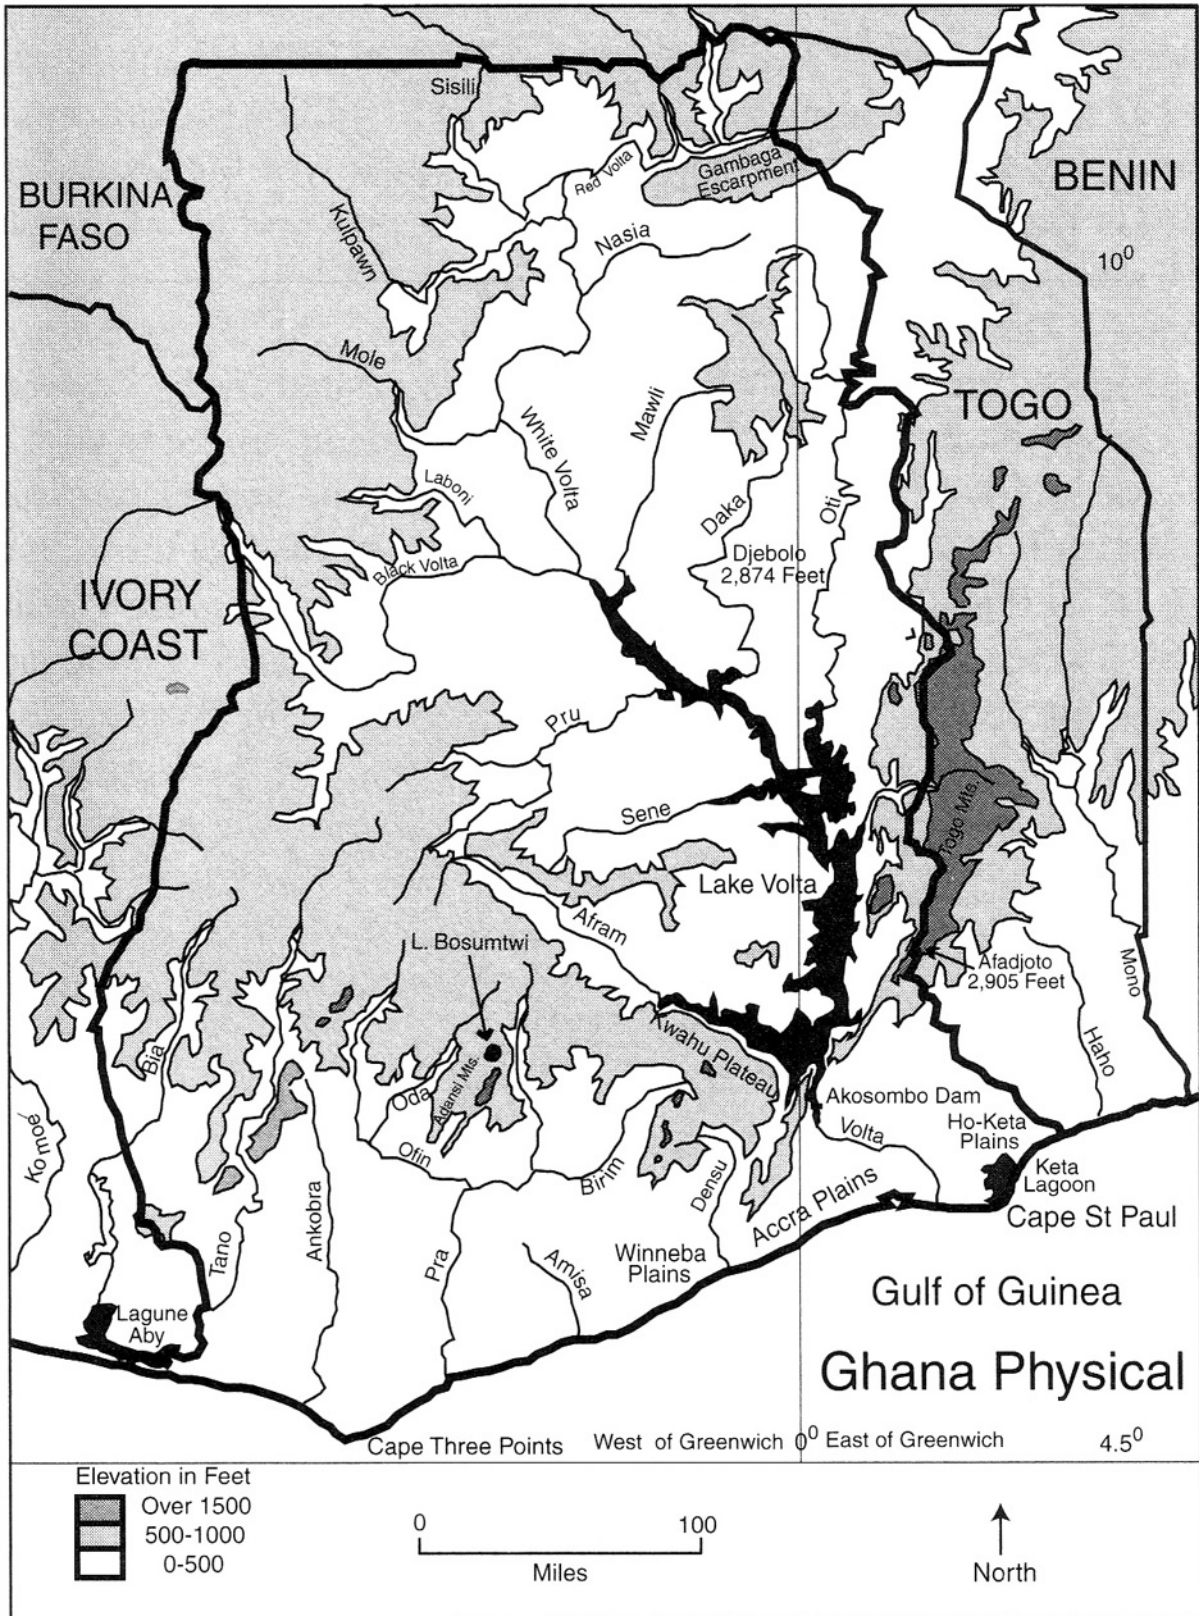 Sisili
BURKINA
FASO
Kulpawn
Red Volta
Gambaga
Escarpment
BENIN
Nasia
10⁰
Mole
White Volta
Mawli
TOGO
Laboni
Daka
Oti
Black Volta
Djebolo
2,874 Feet
IVORY
COAST
Pru
Sene
Togo Mts.
Lake Volta
Afram
L. Bosumtwi
Afadjoto
2,905 Feet
Mono
Kwahu Plateau
Bia
Haho
Oda
Adansi Mts.
Akosombo Dam
Volta
Ho-Keta
Plains
Komoé
Ofin
Birim
Densu
Keta
Lagoon
Accra Plains
Cape St Paul
Tano
Ankobra
Pra
Amisa
Winneba
Plains
Gulf of Guinea
Lagune
Aby
Ghana Physical
Cape Three Points
West of Greenwich 0⁰ East of Greenwich
4.5⁰
Elevation in Feet
Over 1500
500-1000
0-500
0 100
Miles
North